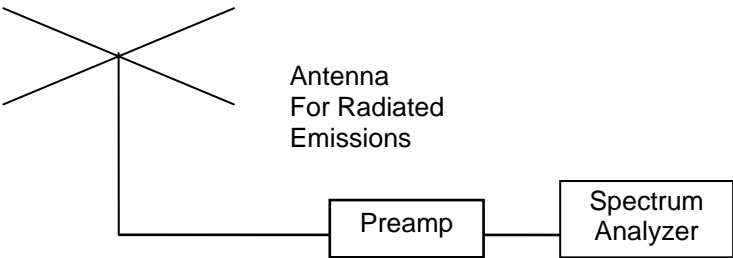 Antenna
For Radiated
Emissions
Preamp
Spectrum
Analyzer